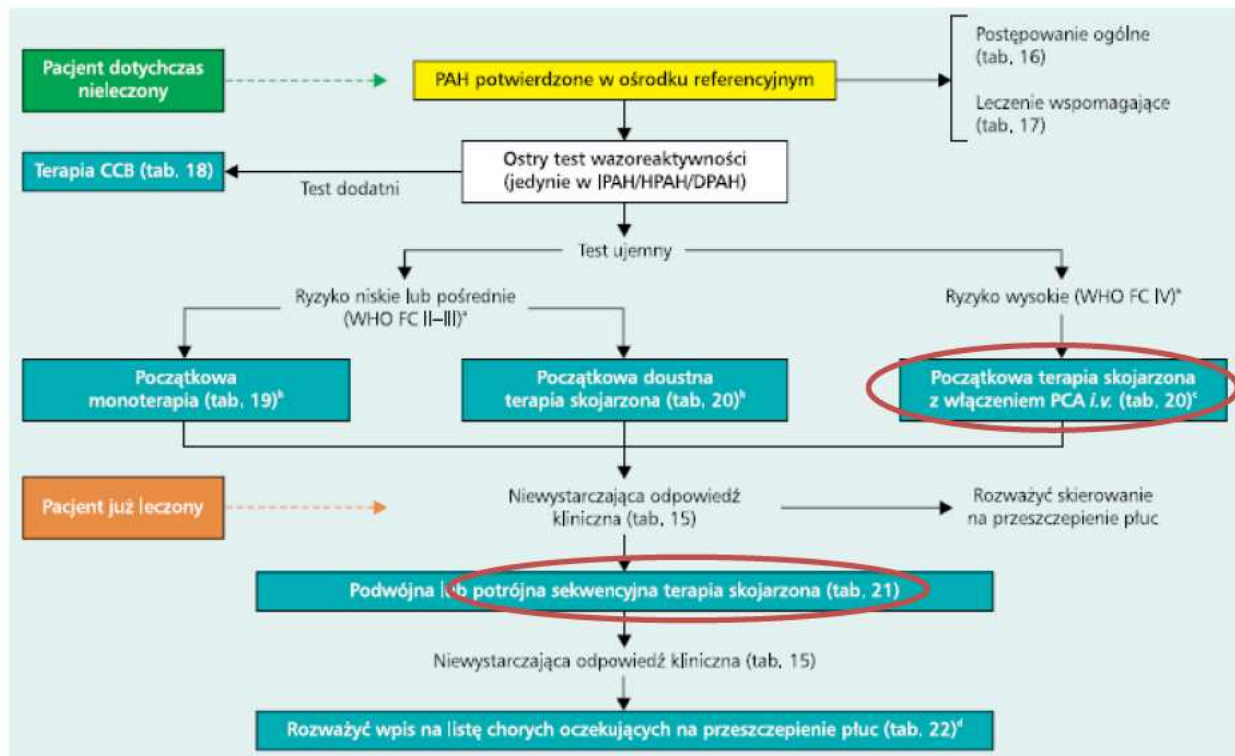 Pacjent dotychczas
nieleczony
PAH potwierdzone w ośrodku referencyjnym
Postępowanie ogólne
(tab. 16)
Leczenie wspomagające
(tab. 17)
Terapia CCB (tab. 18)
Test dodatni
Ostry test wazoreaktywności
(jedynie w IPAH/HPAH/DPAH)
Test ujemny
Ryzyko niskie lub pośrednie
(WHO FC II–III)ᵃ
Ryzyko wysokie (WHO FC IV)ᵃ
Początkowa
monoterapia (tab. 19)ᵇ
Początkowa doustna
terapia skojarzona (tab. 20)ᵇ
Początkowa terapia skojarzona
z włączeniem PCA i.v. (tab. 20)ᶜ
Pacjent już leczony
Niewystarczająca odpowiedź
kliniczna (tab. 15)
Rozważyć skierowanie
na przeszczepienie płuc
Podwójna lub potrójna sekwencyjna terapia skojarzona (tab. 21)
Niewystarczająca odpowiedź kliniczna (tab. 15)
Rozważyć wpis na listę chorych oczekujących na przeszczepienie płuc (tab. 22)ᵈ